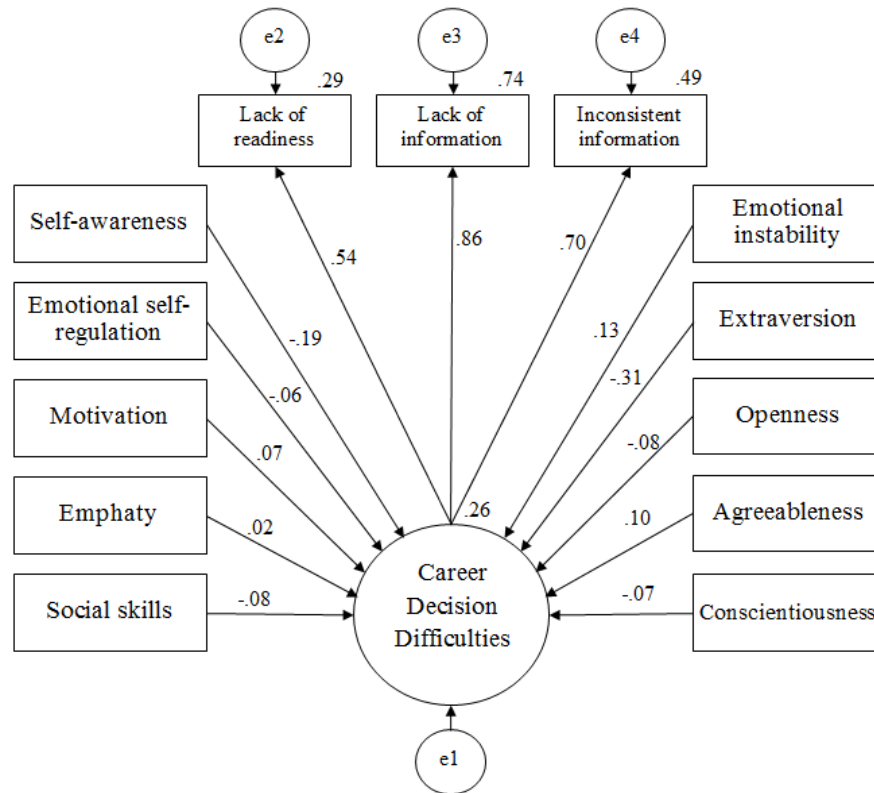 e2
e3
e4
.29
.74
.49
Lack of
readiness
Lack of
information
Inconsistent
information
Self-awareness
Emotional
instability
.54
.86
.70
Emotional self-
regulation
Extraversion
-.19
.13
-.06
-.31
Motivation
Openness
.07
-.08
Emphaty
Agreeableness
.02
.26
.10
Career
Decision
Difficulties
Social skills
-.08
-.07
Conscientiousness
e1